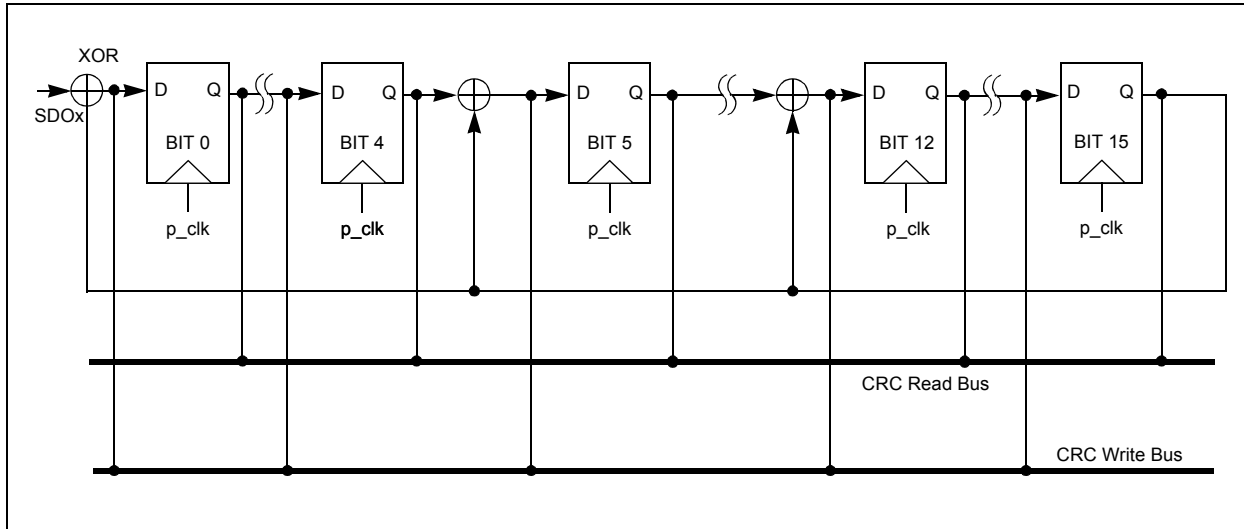 XOR
SDOx
D Q
BIT 0
p_clk
D Q
BIT 4
p_clk
D Q
BIT 5
p_clk
D Q
BIT 12
p_clk
D Q
BIT 15
p_clk
CRC Read Bus
CRC Write Bus